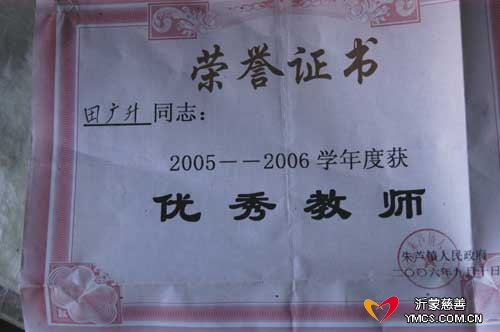 荣誉证书
田广升同志：
2005－－2006 学年度获
优秀教师
朱芦镇人民政府
二〇〇六年九月十日
沂蒙慈善
YMCS.COM.CN